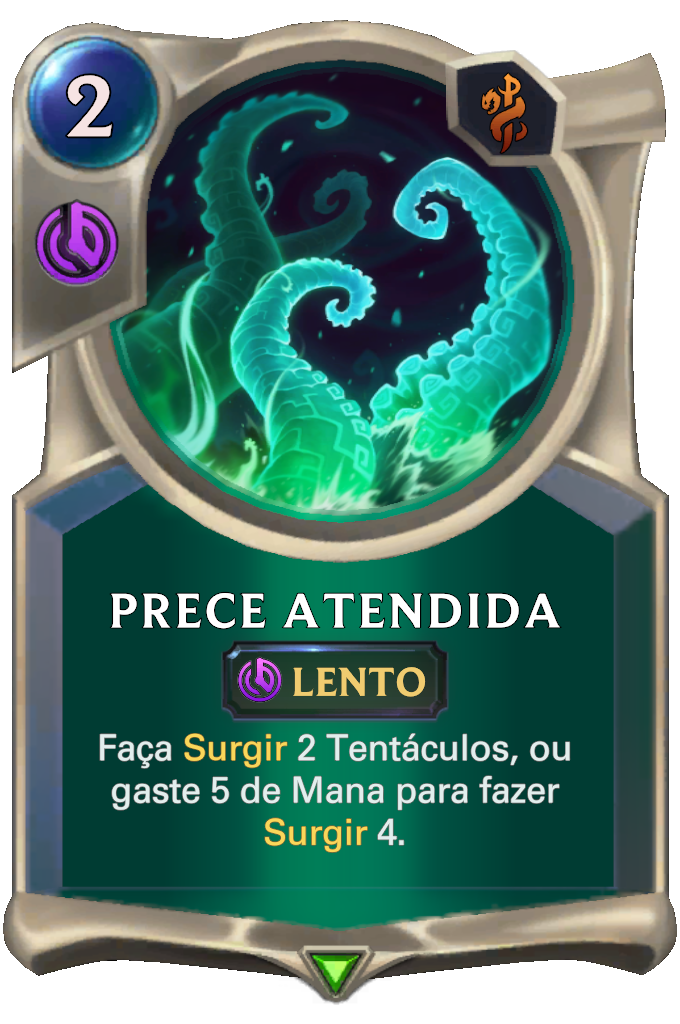 2
PRECE ATENDIDA
LENTO
Faça Surgir 2 Tentáculos, ou
gaste 5 de Mana para fazer
Surgir 4.